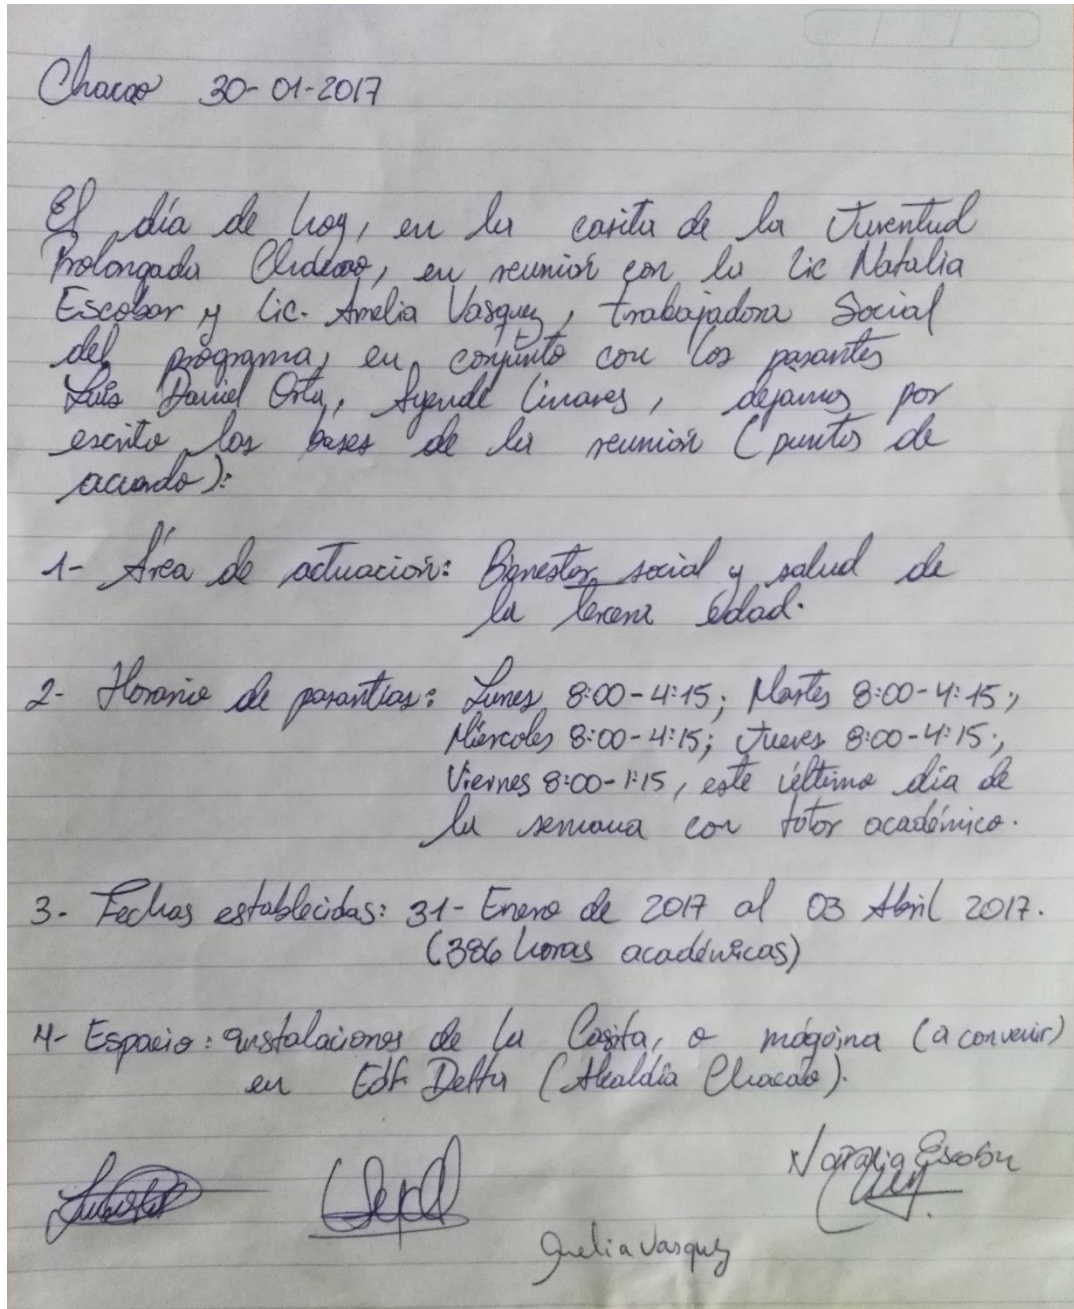 Chacao 30-01-2017
El día de hoy, en la casita de la Juventud
Prolongada Chacao, en reunión con la Lic Natalia
Escobar y Lic. Amelia Vasquez, trabajadora Social
del programa, en conjunto con los pasantes
Luis Daniel Orta, Linares, dejamos por
escrito las bases de la reunión (puntos de
acuerdo):
1- Área de actuación: Bienestar social y salud de
la tercera edad.
2- Horario de pasantías: Lunes 8:00-4:15; Martes 8:00-4:15;
Miércoles 8:00-4:15; Jueves 8:00-4:15;
Viernes 8:00-1:15, este último día de
la semana con tutor académico.
3- Fechas establecidas: 31- Enero de 2017 al 03 Abril 2017.
(386 horas académicas)
4- Espacio: instalaciones de la Casita, o (a convenir)
en Edf. Delta (Alcaldía Chacao).
Natalia Escobar
Amelia Vasquez